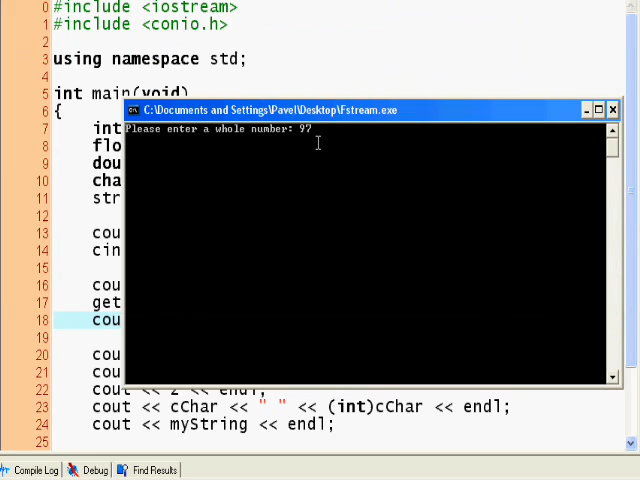 0 #include <iostream>
1 #include <conio.h>
2
3 using namespace std;
4
5 int main(void)
6 {
C:\Documents and Settings\Pavel\Desktop\Fstream.exe
Please enter a whole number: 97
7 int
8 flo
9 dou
10 cha
11 str
12
13 cou
14 cin
15
16 cou
17 get
18 cou
19
20 cou
21 cou
22 cout << z << endl;
23 cout << cChar << " " << (int)cChar << endl;
24 cout << myString << endl;
25
Compile Log Debug Find Results